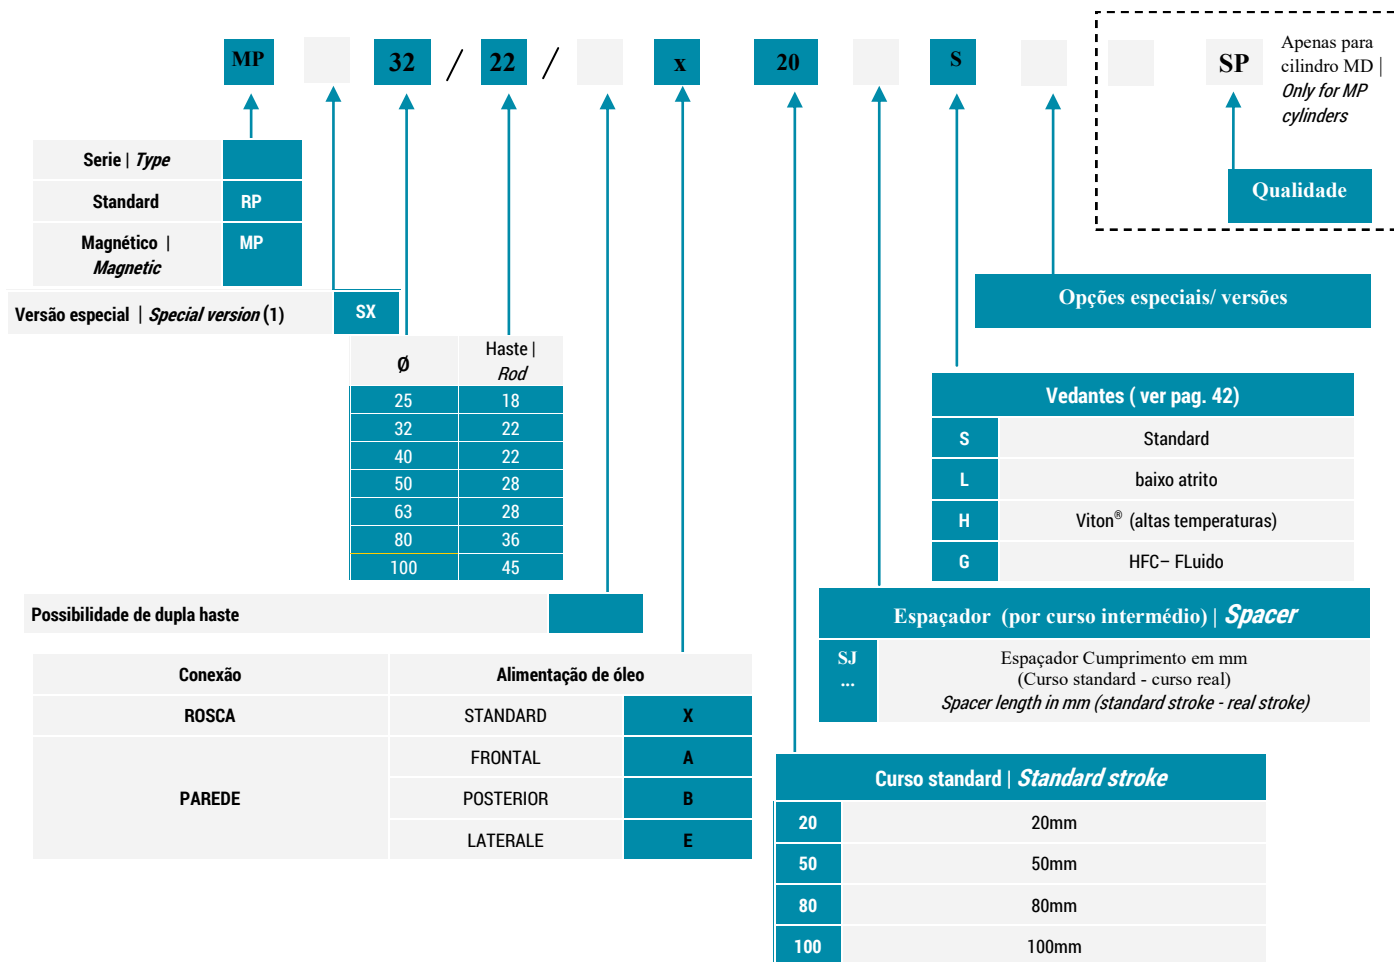 MP 32 / 22 / x 20 S SP
Apenas para
cilindro MD |
Only for MP
cylinders
Qualidade
Serie | Type
Standard RP
Magnético | MP
Magnetic
Opções especiais/ versões
Versão especial | Special version (1) SX
Ø Haste |
Rod
25 18
32 22
40 22
50 28
63 28
80 36
100 45
Vedantes ( ver pag. 42)
S Standard
L baixo atrito
H Viton® (altas temperaturas)
G HFC– FLuido
Possibilidade de dupla haste
Espaçador (por curso intermédio) | Spacer
SJ Espaçador Cumprimento em mm
... (Curso standard - curso real)
Spacer length in mm (standard stroke - real stroke)
Conexão Alimentação de óleo
ROSCA STANDARD X
PAREDE
FRONTAL A
POSTERIOR B
LATERALE E
Curso standard | Standard stroke
20 20mm
50 50mm
80 80mm
100 100mm